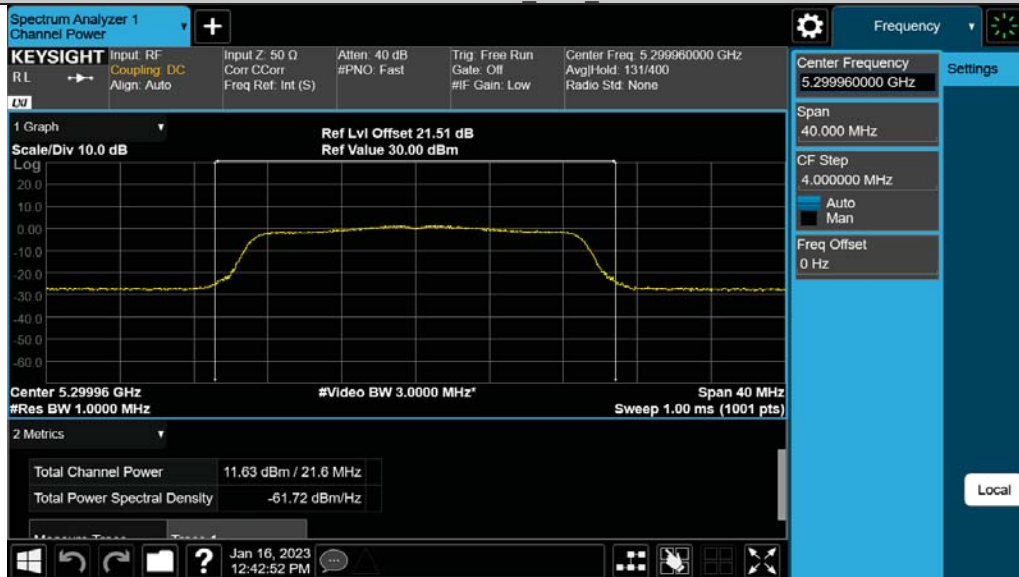 Spectrum Analyzer 1
Channel Power
+
Frequency
KEYSIGHT
RL
LXI
Input: RF
Coupling: DC
Align: Auto
Input Z: 50 Ω
Corr CCorr
Freq Ref: Int (S)
Atten: 40 dB
#PNO: Fast
Trig: Free Run
Gate: Off
#IF Gain: Low
Center Freq: 5.299960000 GHz
Avg|Hold: 131/400
Radio Std: None
Center Frequency
5.299960000 GHz
Settings
Span
40.000 MHz
CF Step
4.000000 MHz
Auto
Man
Freq Offset
0 Hz
Local
1 Graph
Scale/Div 10.0 dB
Ref Lvl Offset 21.51 dB
Ref Value 30.00 dBm
Log
20.0
10.0
0.00
-10.0
-20.0
-30.0
-40.0
-50.0
-60.0
Center 5.29996 GHz
#Res BW 1.0000 MHz
#Video BW 3.0000 MHz*
Span 40 MHz
Sweep 1.00 ms (1001 pts)
2 Metrics
Total Channel Power 11.63 dBm / 21.6 MHz
Total Power Spectral Density -61.72 dBm/Hz
?
Jan 16, 2023
12:42:52 PM